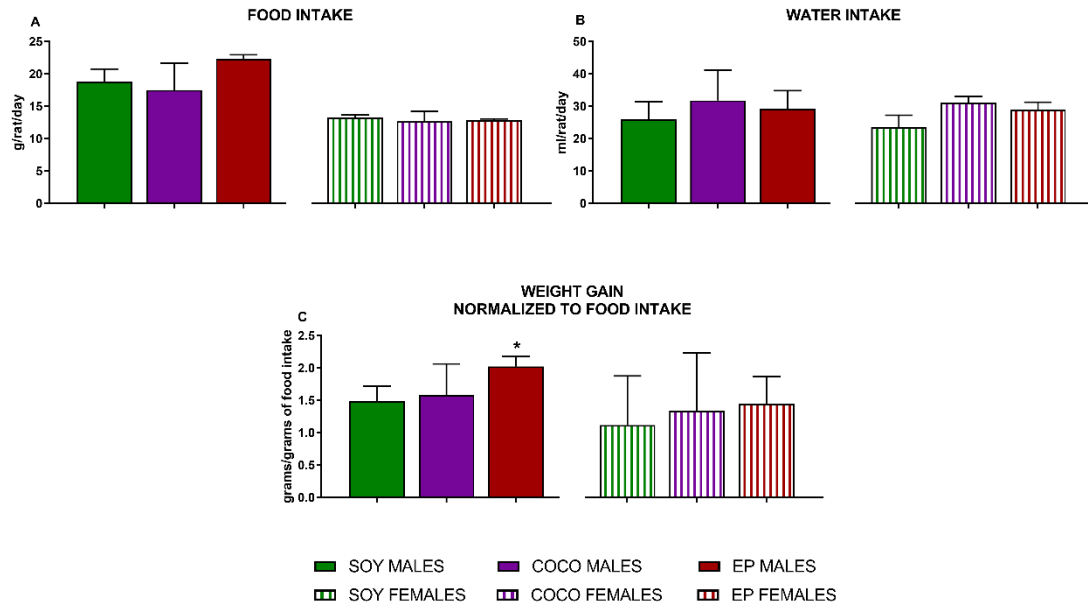 A
FOOD INTAKE
g/rat/day
25
20
15
10
5
0
B
WATER INTAKE
ml/rat/day
50
40
30
20
10
0
C
WEIGHT GAIN
NORMALIZED TO FOOD INTAKE
grams/grams of food intake
2.5
2.0
1.5
1.0
0.5
0.0
*
SOY MALES COCO MALES EP MALES
SOY FEMALES COCO FEMALES EP FEMALES